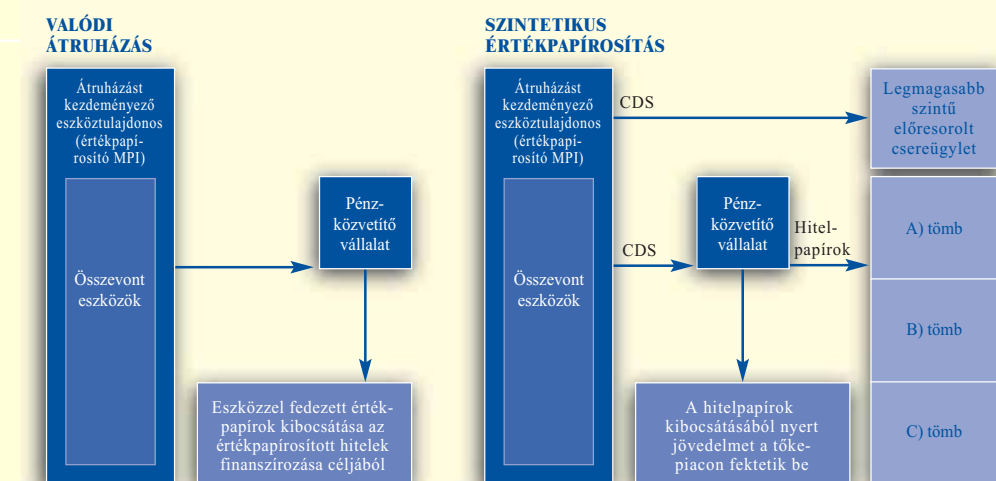 VALÓDI
ÁTRUHÁZÁS
Átruházást
kezdeményező
eszköztulajdonos
(értékpapí-
rosító MPI)
Összevont
eszközök
Pénz-
közvetítő
vállalat
Eszközzel fedezett érték-
papírok kibocsátása az
értékpapírosított hitelek
finanszírozása céljából
SZINTETIKUS
ÉRTÉKPAPÍROSÍTÁS
Átruházást
kezdeményező
eszköztulajdonos
(értékpapí-
rosító MPI)
Összevont
eszközök
CDS
CDS
Pénz-
közvetítő
vállalat
Hitel-
papírok
A hitelpapírok
kibocsátásából nyert
jövedelmet a tőke-
piacon fektetik be
Legmagasabb
szintű
előresorolt
csereügylet
A) tömb
B) tömb
C) tömb